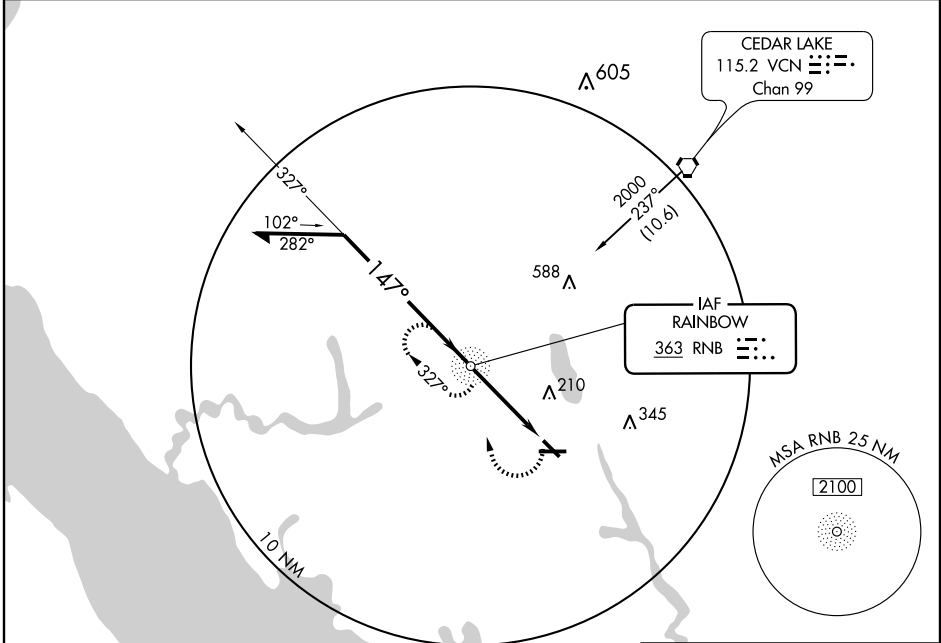 CEDAR LAKE
115.2 VCN
Chan 99
605
2000
237°
(10.6)
327°
102°
282°
147°
588
IAF
RAINBOW
363 RNB
327°
210
345
MSA RNB 25 NM
2100
10 NM